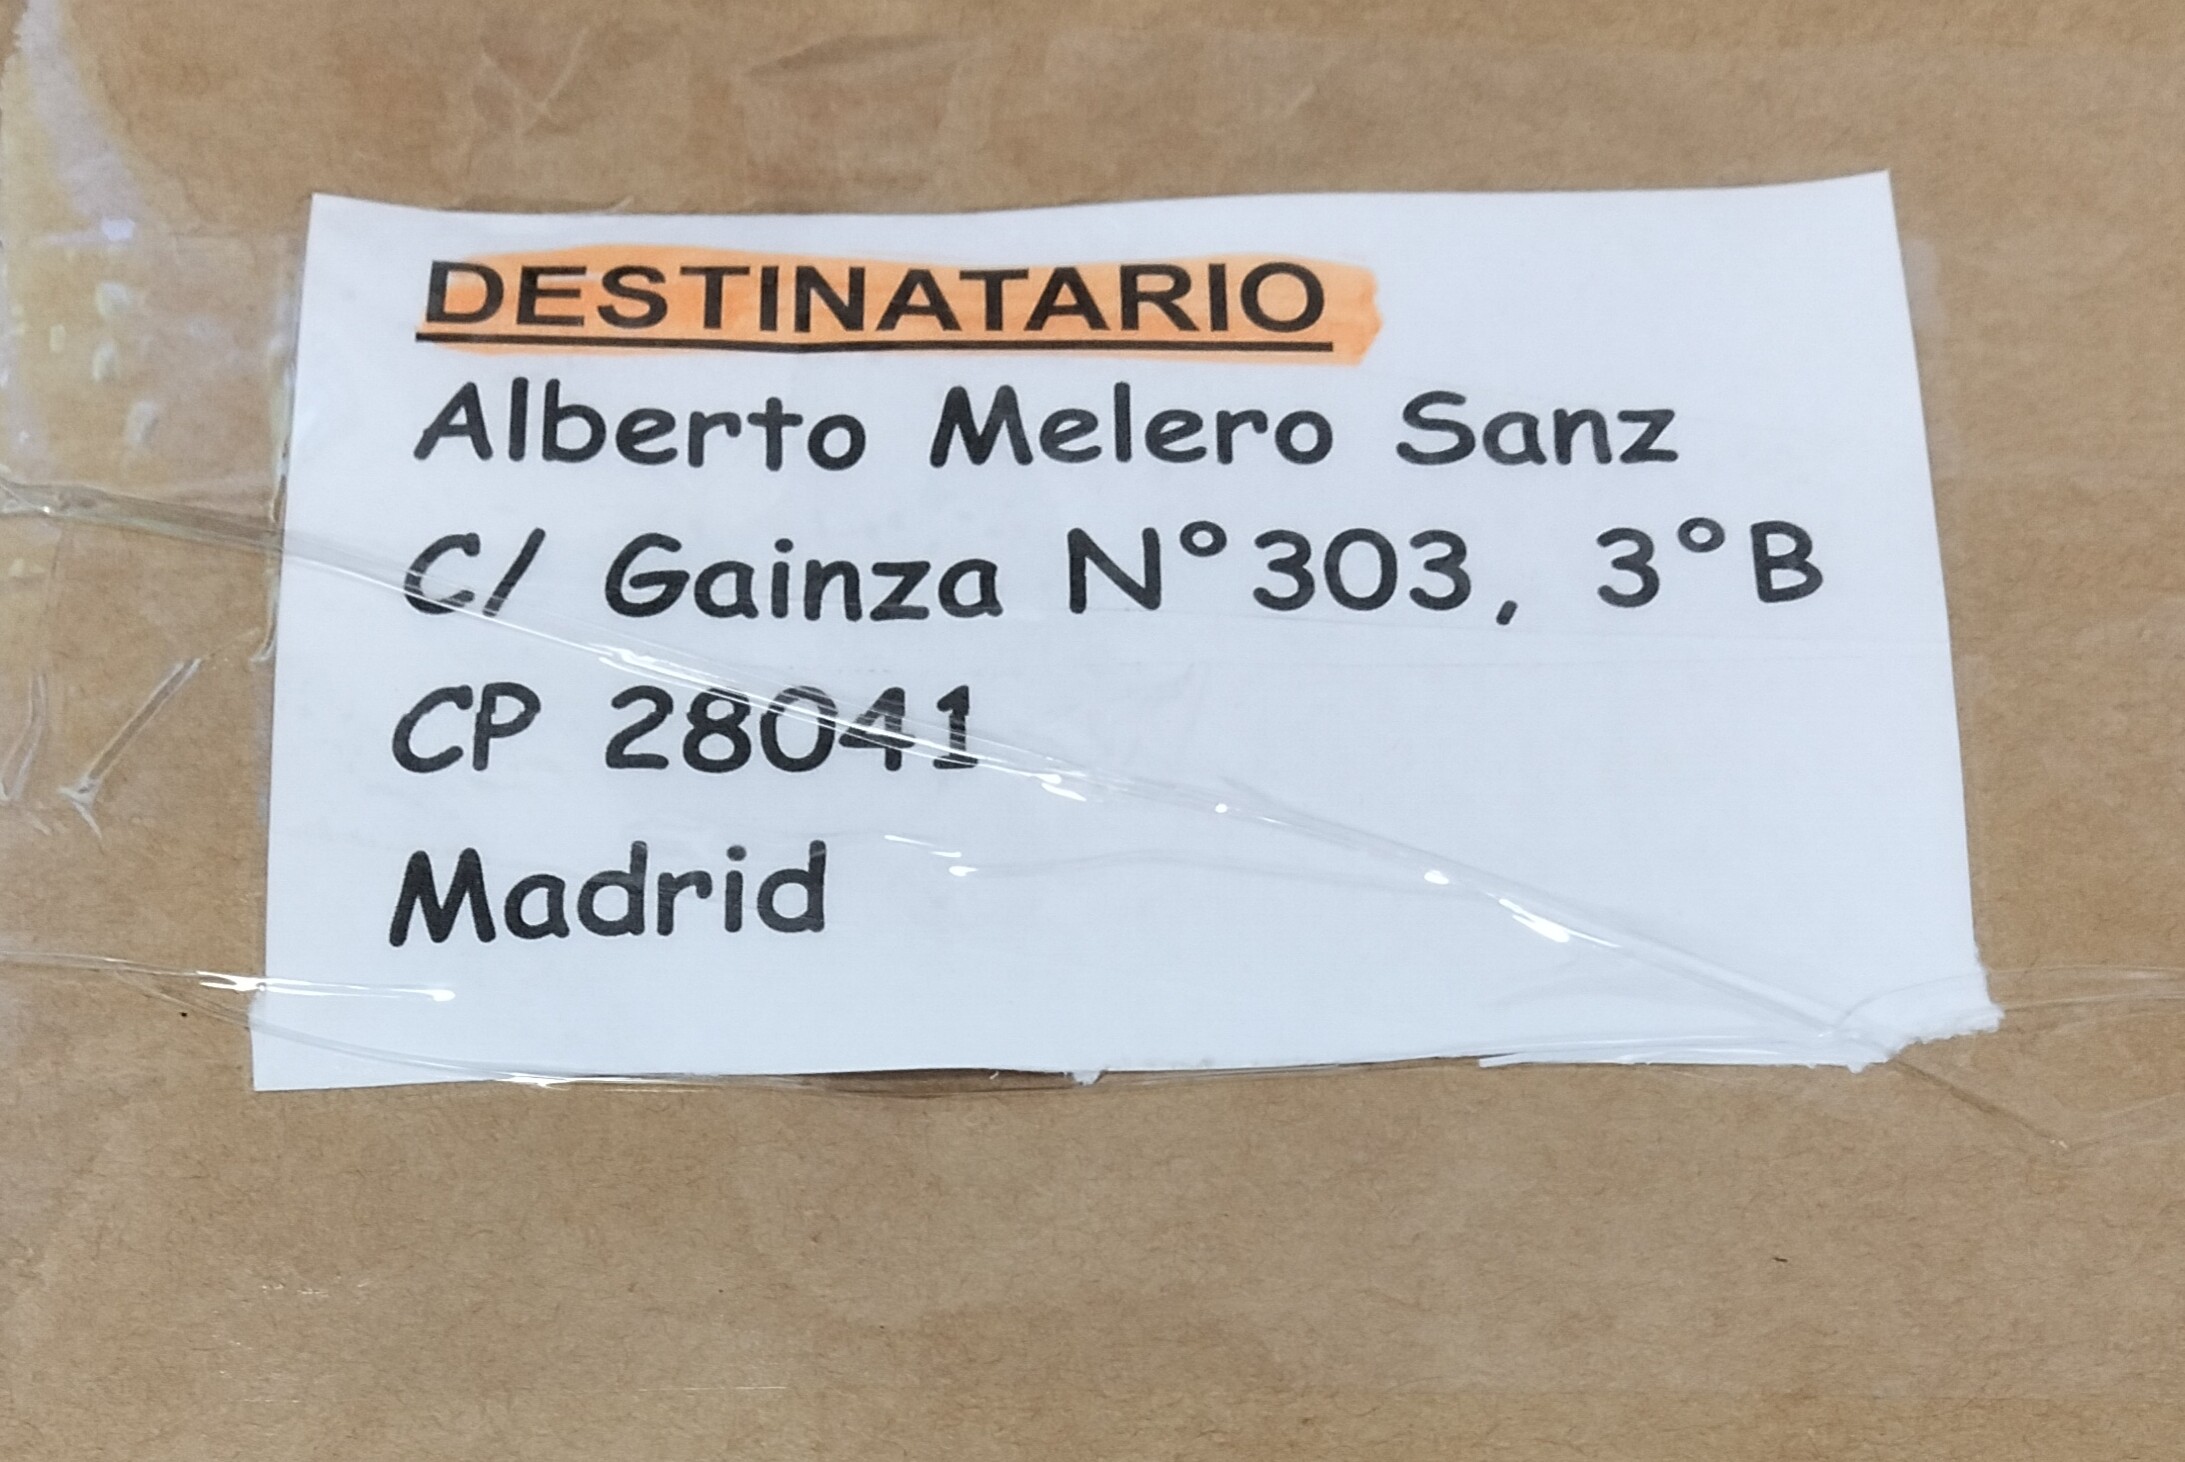 DESTINATARIO
Alberto Melero Sanz
C/ Gainza N°303, 3°B
CP 28041
Madrid